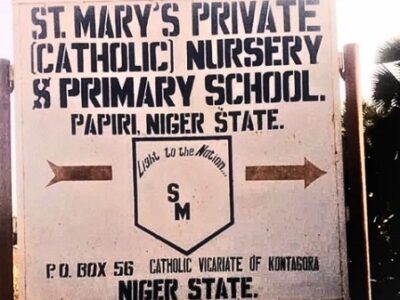 ST. MARY'S PRIVATE
(CATHOLIC) NURSERY
& PRIMARY SCHOOL.
PAPIRI, NIGER STATE.
Light to the Nation...
S
M
P.O. BOX 56 CATHOLIC VICARIATE OF KONTAGORA
NIGER STATE.